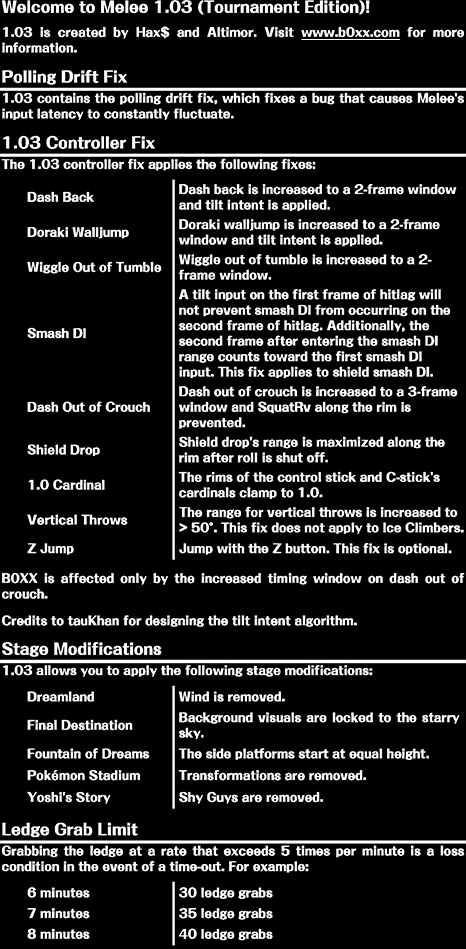 Welcome to Melee 1.03 (Tournament Edition)!
1.03 is created by Hax$ and Altimor. Visit www.b0xx.com for more
information.
Polling Drift Fix
1.03 contains the polling drift fix, which fixes a bug that causes Melee's
input latency to constantly fluctuate.
1.03 Controller Fix
The 1.03 controller fix applies the following fixes:
Dash Back
Dash back is increased to a 2-frame window
and tilt intent is applied.
Doraki Walljump
Doraki walljump is increased to a 2-frame
window and tilt intent is applied.
Wiggle Out of Tumble
Wiggle out of tumble is increased to a 2-
frame window.
Smash DI
A tilt input on the first frame of hitlag will
not prevent smash DI from occurring on the
second frame of hitlag. Additionally, the
second frame after entering the smash DI
range counts toward the first smash DI
input. This fix applies to shield smash DI.
Dash Out of Crouch
Dash out of crouch is increased to a 3-frame
window and SquatRv along the rim is
prevented.
Shield Drop
Shield drop's range is maximized along the
rim after roll is shut off.
1.0 Cardinal
The rims of the control stick and C-stick's
cardinals clamp to 1.0.
Vertical Throws
The range for vertical throws is increased to
> 50°. This fix does not apply to Ice Climbers.
Z Jump
Jump with the Z button. This fix is optional.
B0XX is affected only by the increased timing window on dash out of
crouch.
Credits to tauKhan for designing the tilt intent algorithm.
Stage Modifications
1.03 allows you to apply the following stage modifications:
Dreamland
Wind is removed.
Final Destination
Background visuals are locked to the starry
sky.
Fountain of Dreams
The side platforms start at equal height.
Pokémon Stadium
Transformations are removed.
Yoshi's Story
Shy Guys are removed.
Ledge Grab Limit
Grabbing the ledge at a rate that exceeds 5 times per minute is a loss
condition in the event of a time-out. For example:
6 minutes
30 ledge grabs
7 minutes
35 ledge grabs
8 minutes
40 ledge grabs